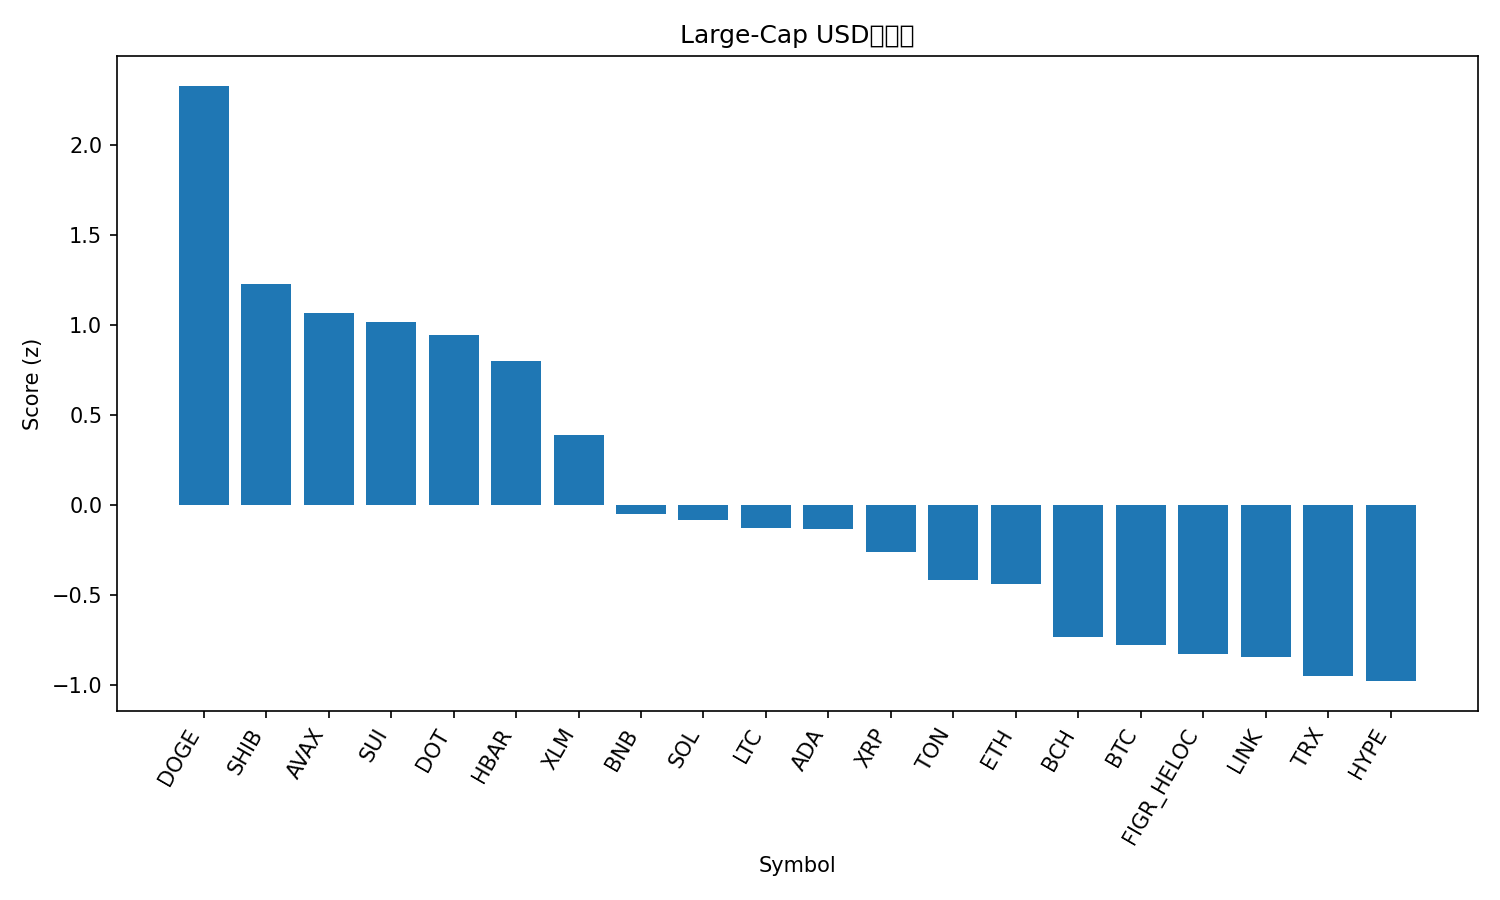 Large-Cap USD
Score (z)
2.0
1.5
1.0
0.5
0.0
−0.5
−1.0
DOGE
SHIB
AVAX
SUI
DOT
HBAR
XLM
BNB
SOL
LTC
ADA
XRP
TON
ETH
BCH
BTC
FIGR_HELOC
LINK
TRX
HYPE
Symbol